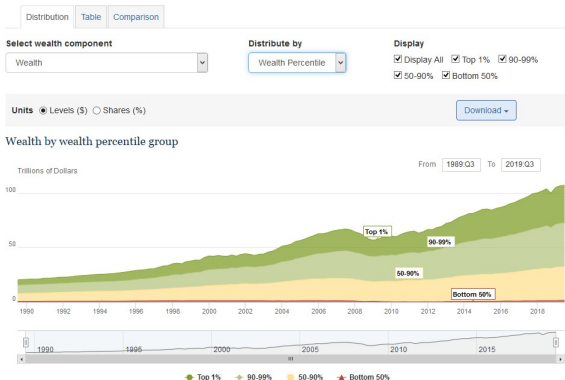 Distribution Table Comparison
Select wealth component Distribute by Display
Wealth Wealth Percentile Display All Top 1% 90-99%
50-90% Bottom 50%
Units Levels ($) Shares (%) Download
Wealth by wealth percentile group
From 1989:Q3 To 2019:Q3
Trillions of Dollars
100
Top 1%
90-99%
50
50-90%
Bottom 50%
0
1990 1992 1994 1996 1998 2000 2002 2004 2006 2008 2010 2012 2014 2016 2018
1990 1995 2000 2005 2010 2015
Top 1% 90-99% 50-90% Bottom 50%